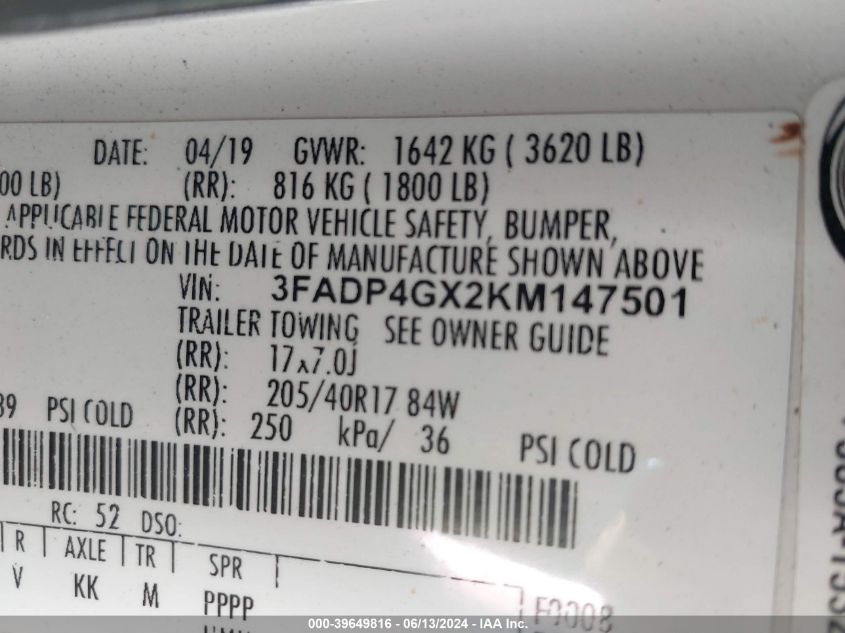 DATE: 04/19 GVWR: 1642 KG ( 3620 LB)
00 LB) (RR): 816 KG ( 1800 LB)
APPLICABLE FEDERAL MOTOR VEHICLE SAFETY, BUMPER,
RDS IN EFFECT ON THE DATE OF MANUFACTURE SHOWN ABOVE
VIN: 3FADP4GX2KM147501
TRAILER TOWING SEE OWNER GUIDE
(RR): 17x7.0J
(RR): 205/40R17 84W
39 PSI COLD (RR): 250 kPa/ 36 PSI COLD
RC: 52 DSO:
R AXLE TR SPR
V KK M PPPP
000-39649816 - 06/13/2024 - IAA Inc.